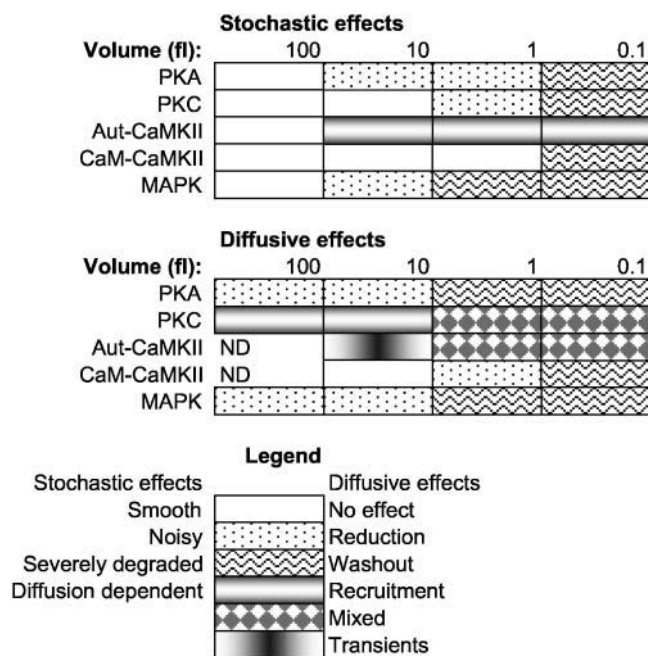 Stochastic effects
Volume (fl): 100 10 1 0.1
PKA
PKC
Aut-CaMKII
CaM-CaMKII
MAPK
Diffusive effects
Volume (fl): 100 10 1 0.1
PKA
PKC
Aut-CaMKII ND
CaM-CaMKII ND
MAPK
Legend
Stochastic effects Diffusive effects
Smooth No effect
Noisy Reduction
Severely degraded Washout
Diffusion dependent Recruitment
Mixed
Transients